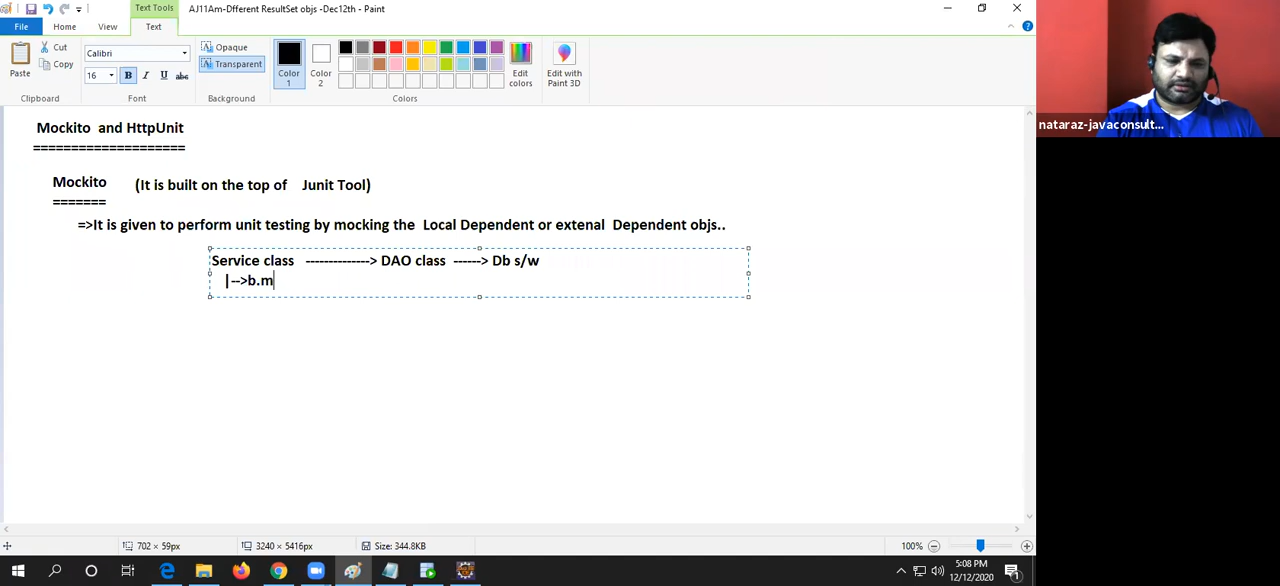 Text Tools
AJ11Am-Dfferent ResultSet objs -Dec12th - Paint
File Home View Text
Paste
Cut
Copy
Clipboard
Calibri
16 B I U abc
Font
Opaque
Transparent
Background
Color 1
Color 2
Edit colors
Edit with Paint 3D
Colors
nataraz-javaconsult...
Mockito and HttpUnit
====================
Mockito (It is built on the top of Junit Tool)
=======
=>It is given to perform unit testing by mocking the Local Dependent or extenal Dependent objs..
Service class --------------> DAO class ------> Db s/w
|-->b.m
702 × 59px
3240 × 5416px
Size: 344.8KB
100%
5:08 PM
12/12/2020